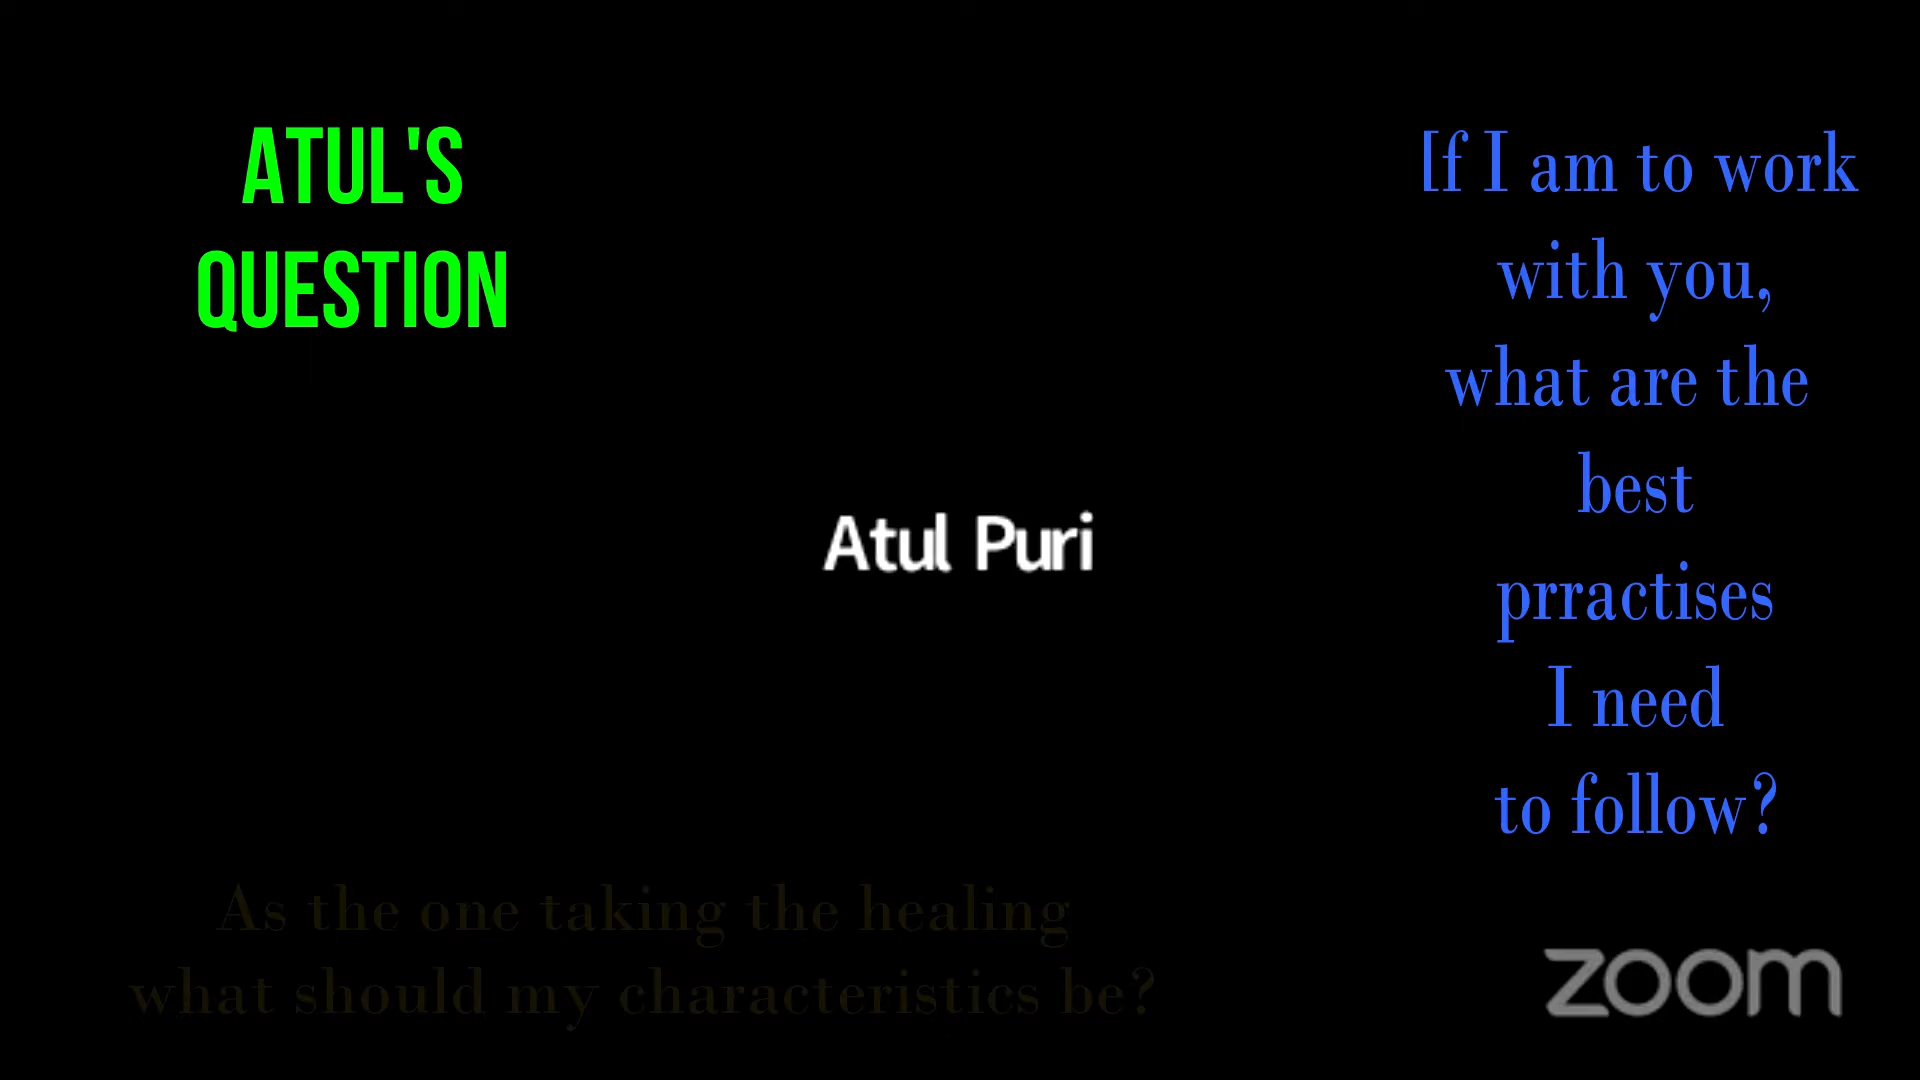 ATUL'S
QUESTION
If I am to work
with you,
what are the
best
prractises
I need
to follow?
Atul Puri
As the one taking the healing
what should my characteristics be?
zoom